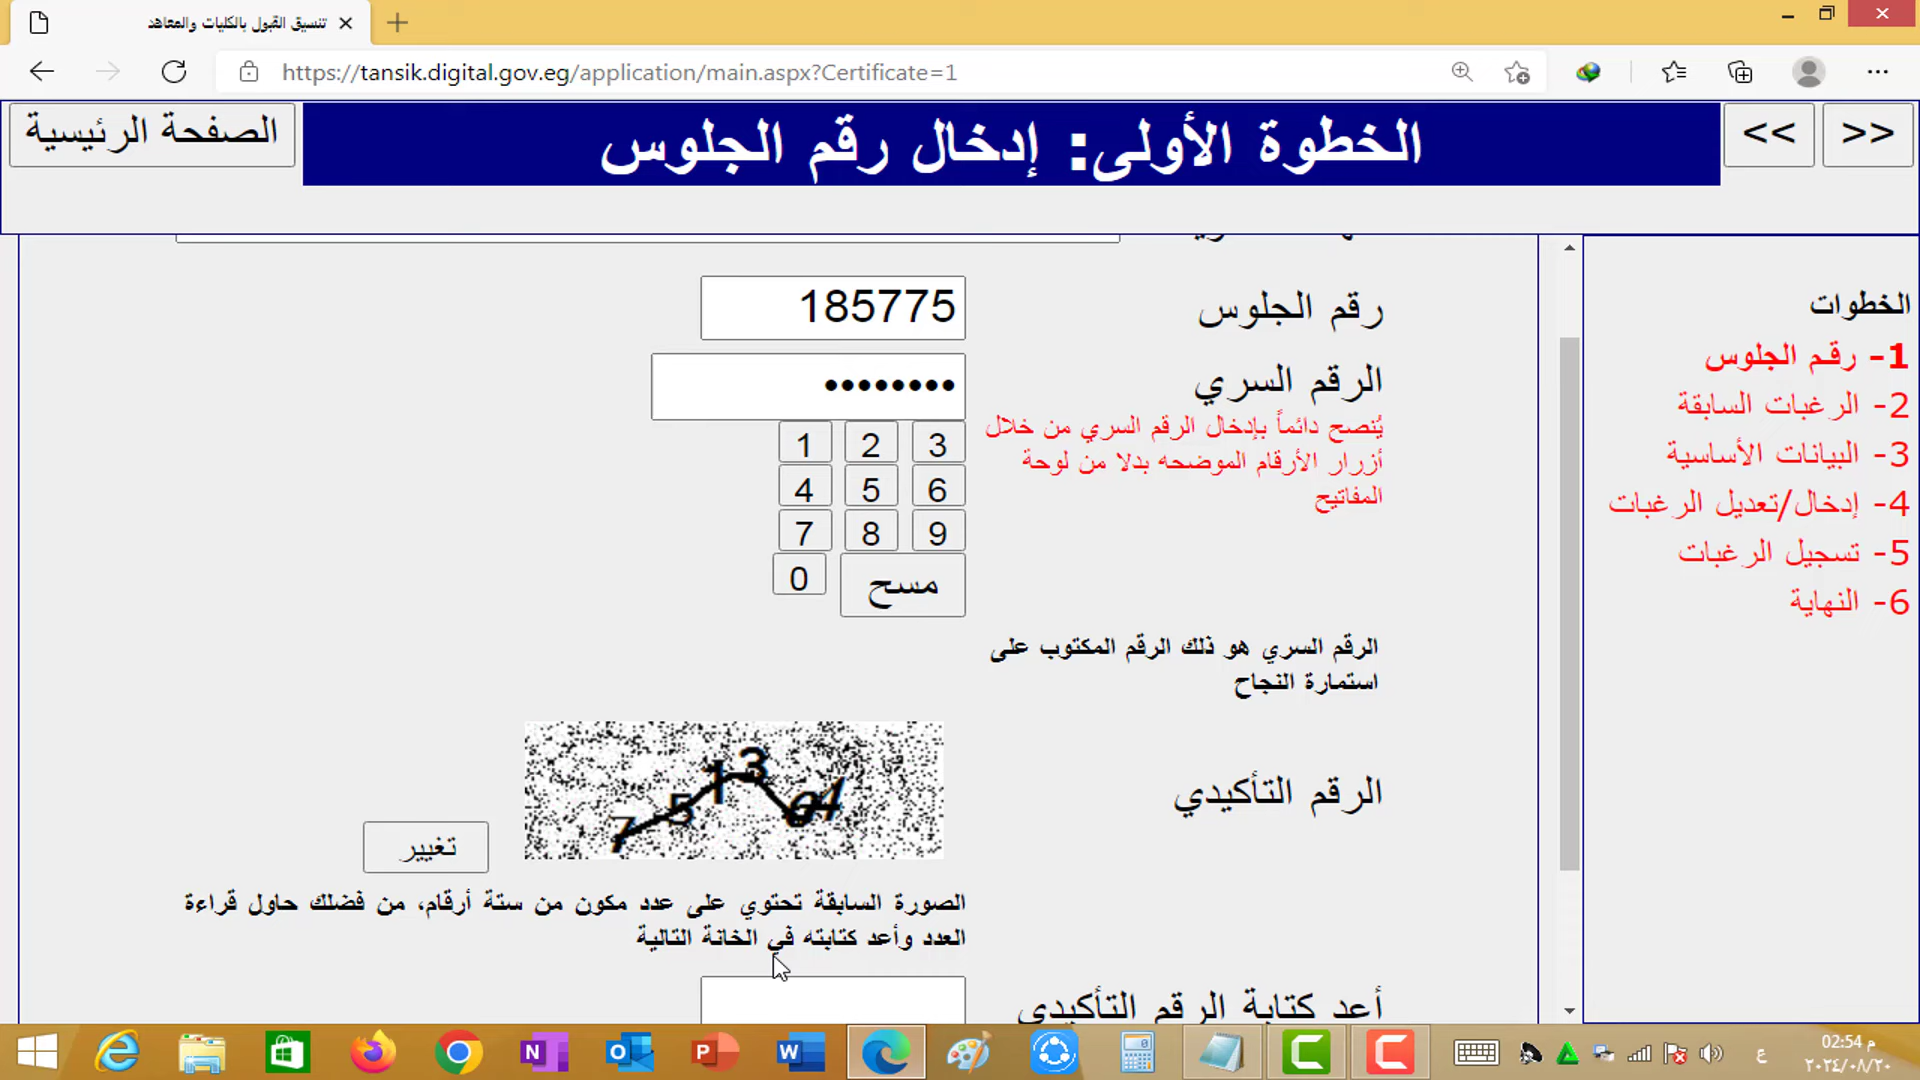 تنسيق القبول بالكليات والمعاهد
https://tansik.digital.gov.eg/application/main.aspx?Certificate=1
الصفحة الرئيسية
الخطوة الأولى: إدخال رقم الجلوس
<<
>>
رقم الجلوس
185775
الرقم السري
••••••••
يُنصح دائماً بإدخال الرقم السري من خلال
أزرار الأرقام الموضحه بدلا من لوحة
المفاتيح
1 2 3
4 5 6
7 8 9
0
مسح
الرقم السري هو ذلك الرقم المكتوب على
استمارة النجاح
الرقم التأكيدي
751364
تغيير
الصورة السابقة تحتوي على عدد مكون من ستة أرقام، من فضلك حاول قراءة
العدد وأعد كتابته في الخانة التالية
أعد كتابة الرقم التأكيدي
الخطوات
1- رقم الجلوس
2- الرغبات السابقة
3- البيانات الأساسية
4- إدخال/تعديل الرغبات
5- تسجيل الرغبات
6- النهاية
ع
02:54 م
٢٠٢٤/٠٨/٢٠